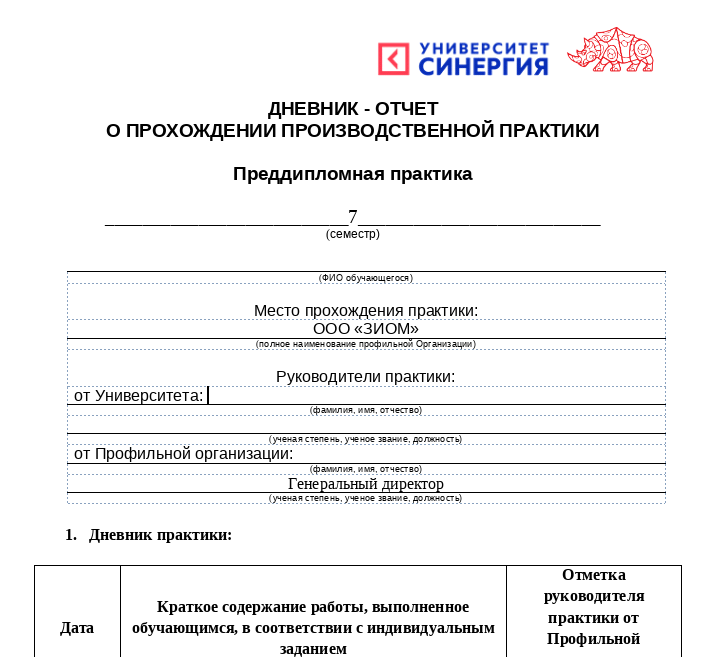 УНИВЕРСИТЕТ
СИНЕРГИЯ
ДНЕВНИК - ОТЧЕТ
О ПРОХОЖДЕНИИ ПРОИЗВОДСТВЕННОЙ ПРАКТИКИ
Преддипломная практика
___________________________7___________________________
(семестр)
(ФИО обучающегося)
Место прохождения практики:
ООО «ЗИОМ»
(полное наименование профильной Организации)
Руководители практики:
от Университета:
(фамилия, имя, отчество)
(ученая степень, ученое звание, должность)
от Профильной организации:
(фамилия, имя, отчество)
Генеральный директор
(ученая степень, ученое звание, должность)
1. Дневник практики:
Дата
Краткое содержание работы, выполненное
обучающимся, в соответствии с индивидуальным
заданием
Отметка
руководителя
практики от
Профильной